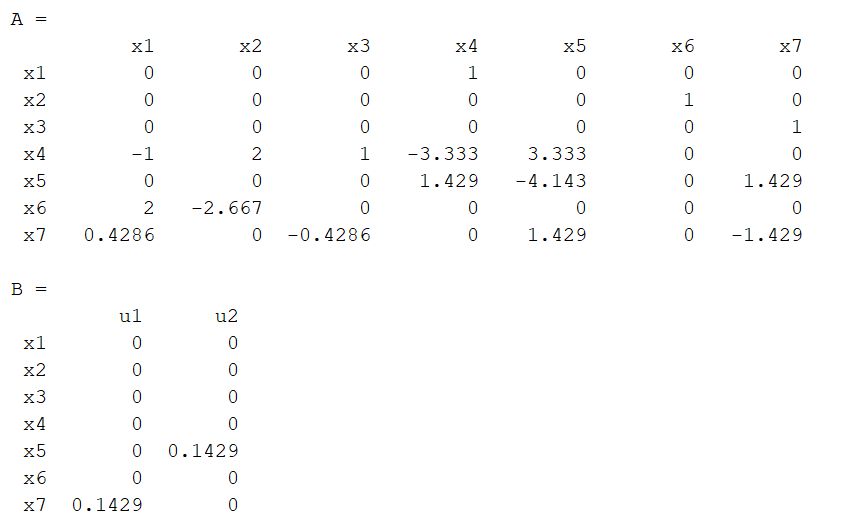 A =
x1 x2 x3 x4 x5 x6 x7
x1 0 0 0 1 0 0 0
x2 0 0 0 0 0 1 0
x3 0 0 0 0 0 0 1
x4 -1 2 1 -3.333 3.333 0 0
x5 0 0 0 1.429 -4.143 0 1.429
x6 2 -2.667 0 0 0 0 0
x7 0.4286 0 -0.4286 0 1.429 0 -1.429
B =
u1 u2
x1 0 0
x2 0 0
x3 0 0
x4 0 0
x5 0 0.1429
x6 0 0
x7 0.1429 0